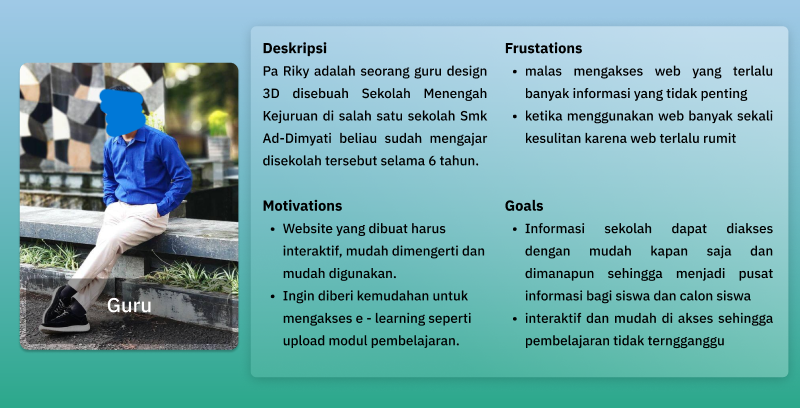 Deskripsi
Pa Riky adalah seorang guru design
3D disebuah Sekolah Menengah
Kejuruan di salah satu sekolah Smk
Ad-Dimyati beliau sudah mengajar
disekolah tersebut selama 6 tahun.
Frustations
• malas mengakses web yang terlalu
banyak informasi yang tidak penting
• ketika menggunakan web banyak sekali
kesulitan karena web terlalu rumit
Motivations
• Website yang dibuat harus
interaktif, mudah dimengerti dan
mudah digunakan.
• Ingin diberi kemudahan untuk
mengakses e - learning seperti
upload modul pembelajaran.
Goals
• Informasi sekolah dapat diakses
dengan mudah kapan saja dan
dimanapun sehingga menjadi pusat
informasi bagi siswa dan calon siswa
• interaktif dan mudah di akses sehingga
pembelajaran tidak ternggganggu
Guru